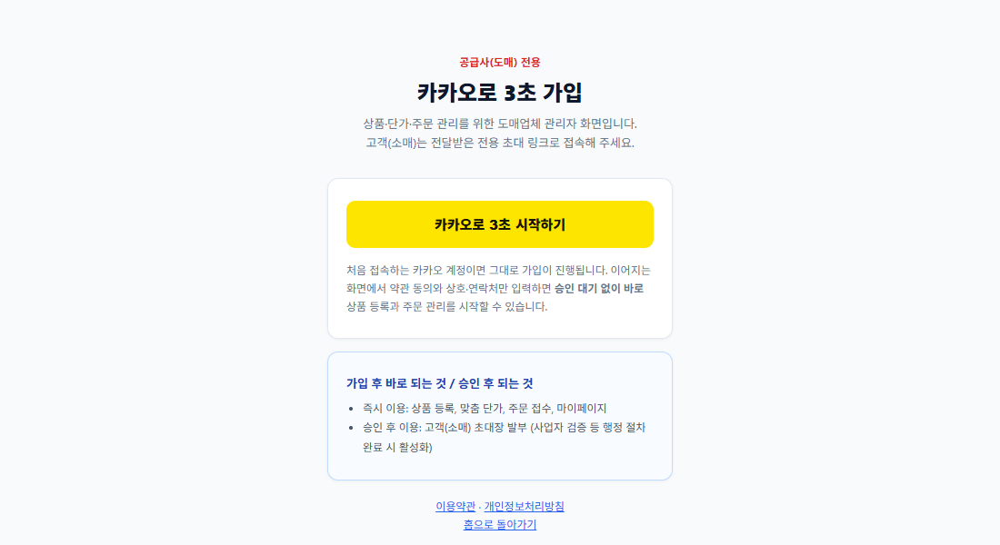 공급사(도매) 전용
카카오로 3초 가입
상품·단가·주문 관리를 위한 도매업체 관리자 화면입니다.
고객(소매)는 전달받은 전용 초대 링크로 접속해 주세요.
카카오로 3초 시작하기
처음 접속하는 카카오 계정이면 그대로 가입이 진행됩니다. 이어지는
화면에서 약관 동의와 상호·연락처만 입력하면 승인 대기 없이 바로
상품 등록과 주문 관리를 시작할 수 있습니다.
가입 후 바로 되는 것 / 승인 후 되는 것
• 즉시 이용: 상품 등록, 맞춤 단가, 주문 접수, 마이페이지
• 승인 후 이용: 고객(소매) 초대장 발부 (사업자 검증 등 행정 절차
완료 시 활성화)
이용약관 · 개인정보처리방침
홈으로 돌아가기